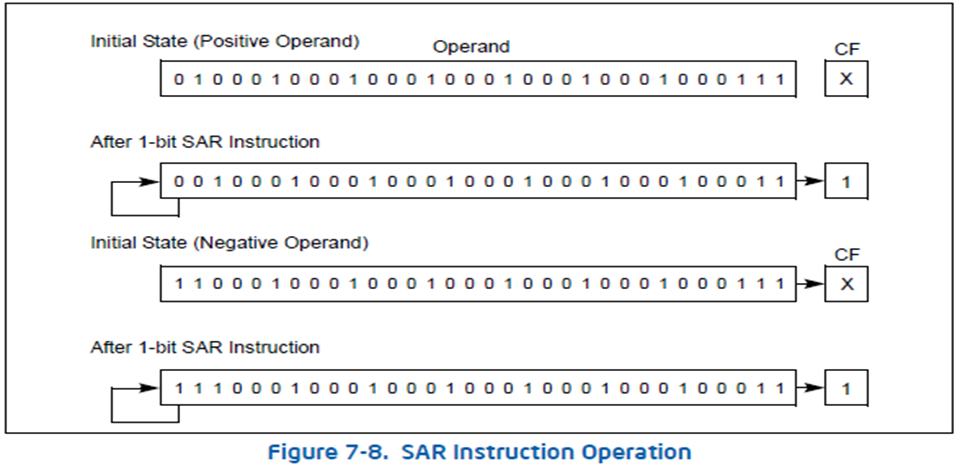 Initial State (Positive Operand) Operand CF
0 1 0 0 0 1 0 0 0 1 0 0 0 1 0 0 0 1 0 0 0 1 0 0 0 1 0 0 0 1 1 1 X
After 1-bit SAR Instruction
0 0 1 0 0 0 1 0 0 0 1 0 0 0 1 0 0 0 1 0 0 0 1 0 0 0 1 0 0 0 1 1 1
Initial State (Negative Operand) CF
1 1 0 0 0 1 0 0 0 1 0 0 0 1 0 0 0 1 0 0 0 1 0 0 0 1 0 0 0 1 1 1 X
After 1-bit SAR Instruction
1 1 1 0 0 0 1 0 0 0 1 0 0 0 1 0 0 0 1 0 0 0 1 0 0 0 1 0 0 0 1 1 1
Figure 7-8. SAR Instruction Operation